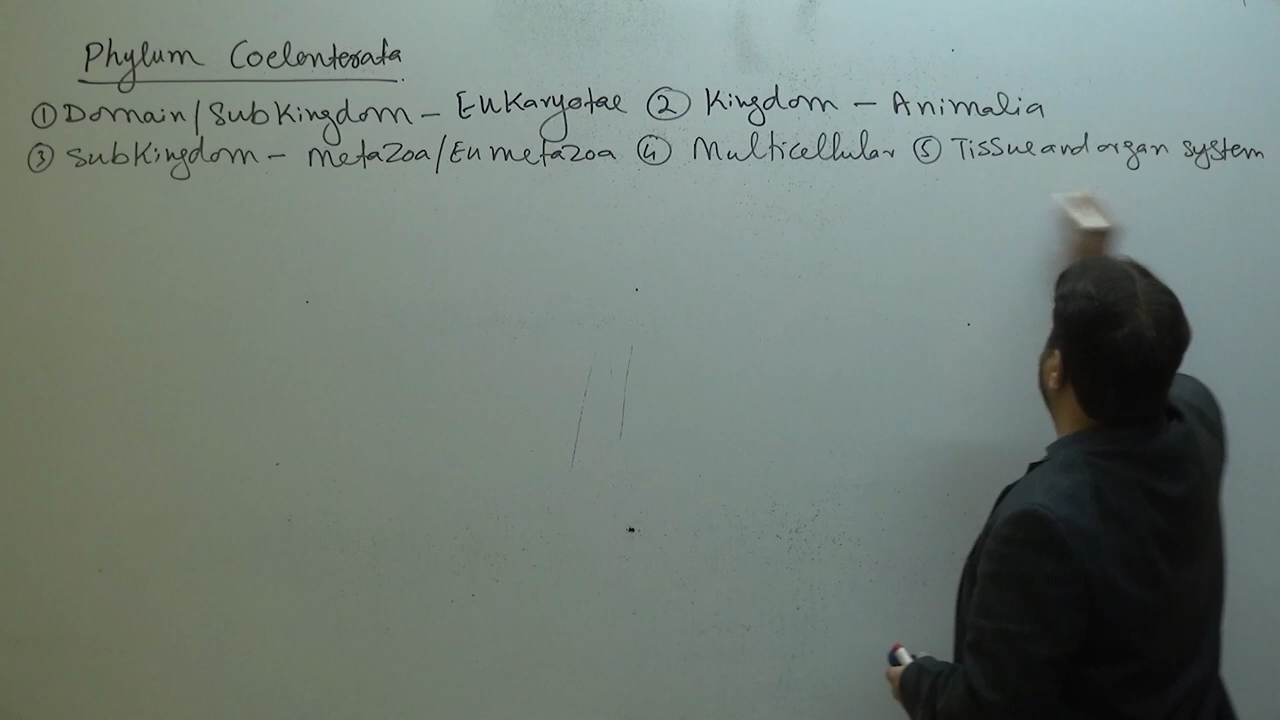 Phylum Coelenterata
① Domain/Subkingdom - Eukaryotae ② Kingdom - Animalia
③ Subkingdom - Metazoa/Eumetazoa ④ Multicellular ⑤ Tissue and organ system